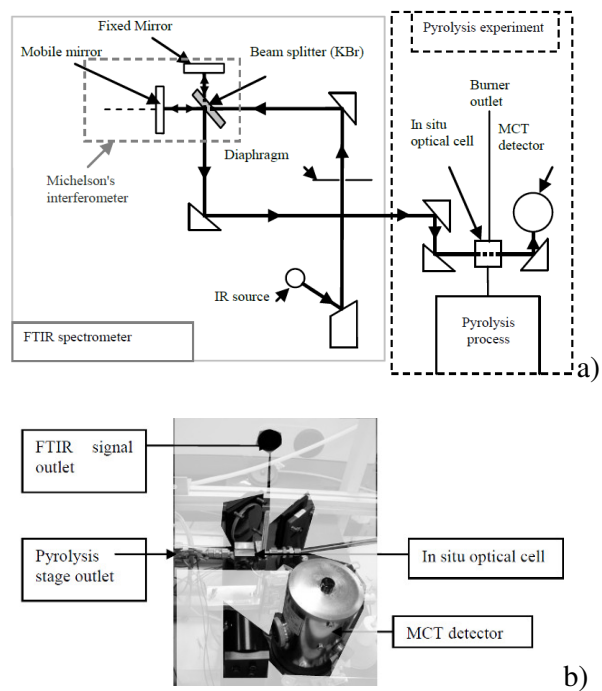 Fixed Mirror
Mobile mirror
Beam splitter (KBr)
Diaphragm
Michelson's
interferometer
IR source
FTIR spectrometer
Pyrolysis experiment
Burner
outlet
In situ
optical cell
MCT
detector
Pyrolysis
process
a)
FTIR signal
outlet
Pyrolysis
stage outlet
In situ optical cell
MCT detector
b)